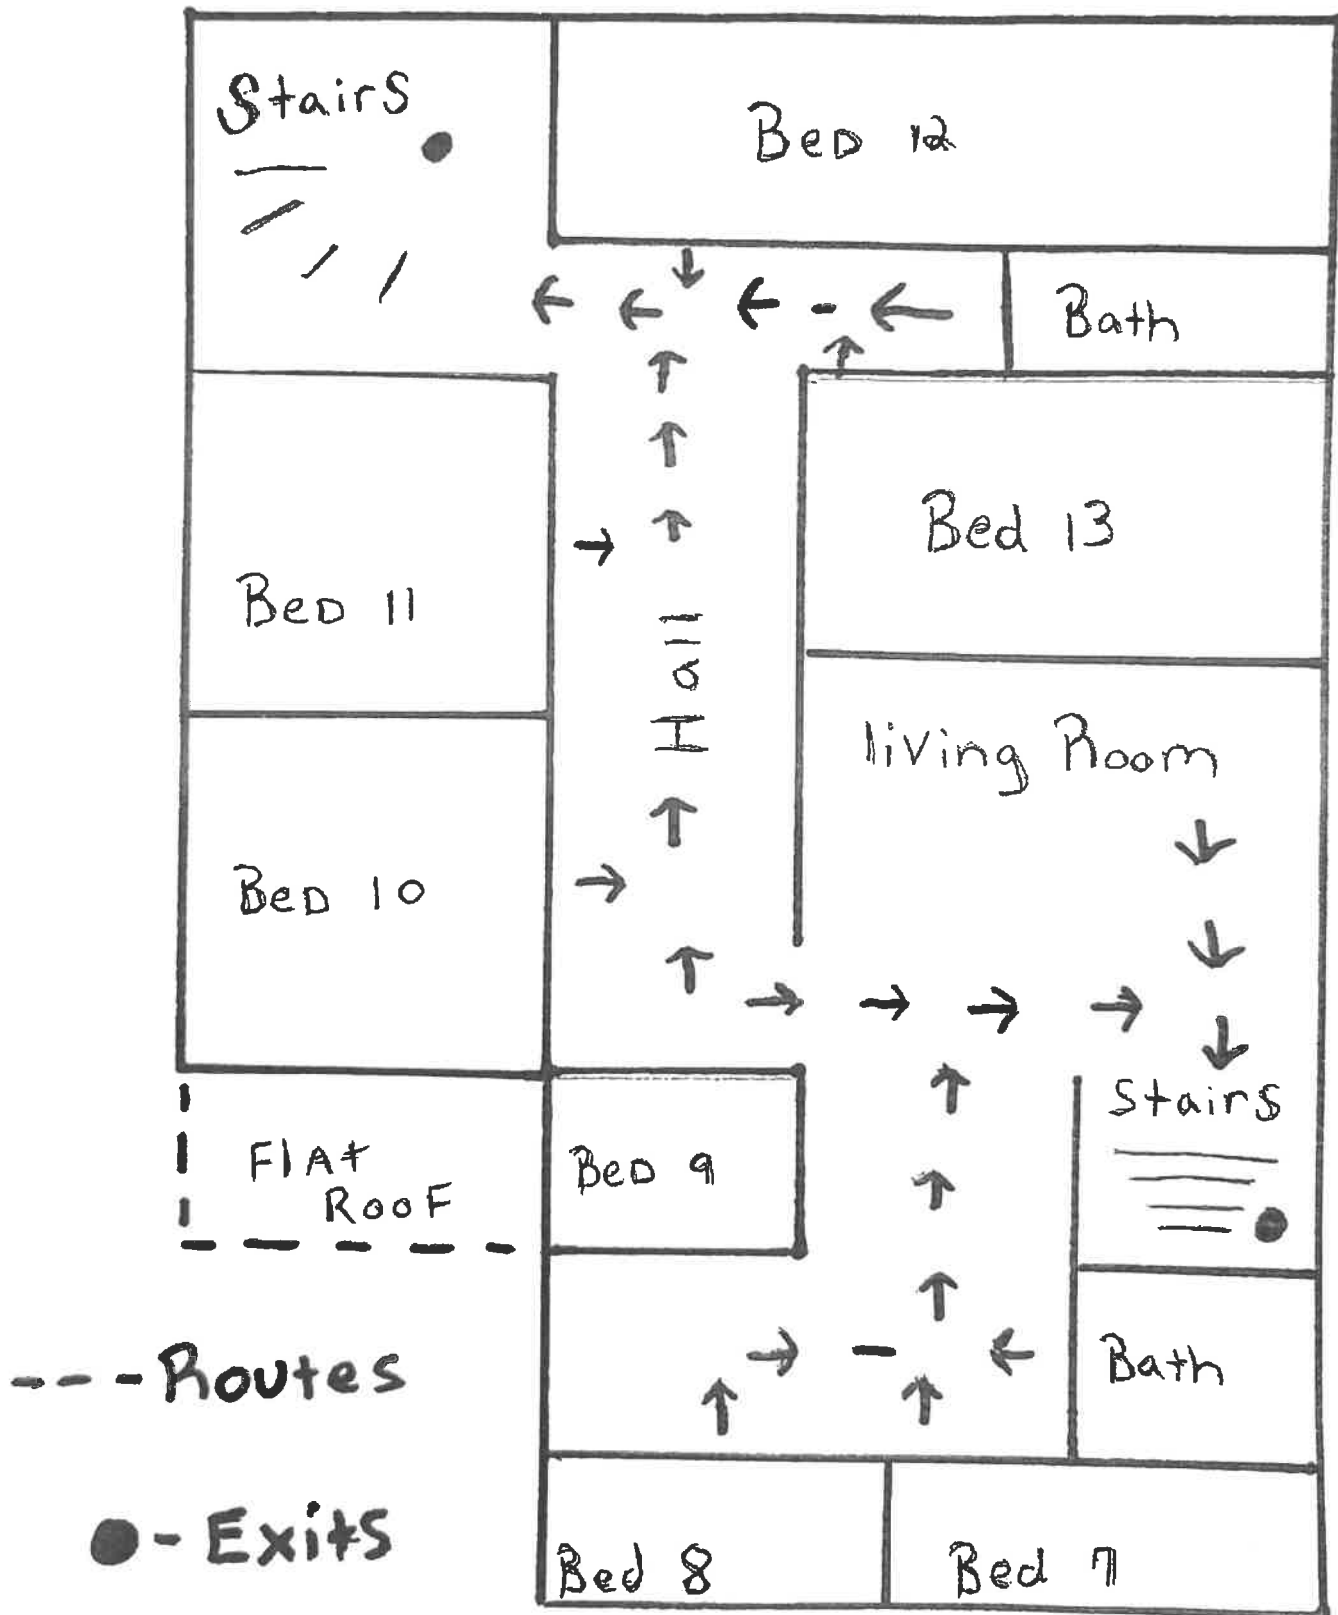 Stairs
BeD 12
Bath
Bed 13
BeD 11
Hall
living Room
BeD 10
Stairs
FlAt
RooF
BeD 9
Routes
Bath
Exits
Bed 8
Bed 7